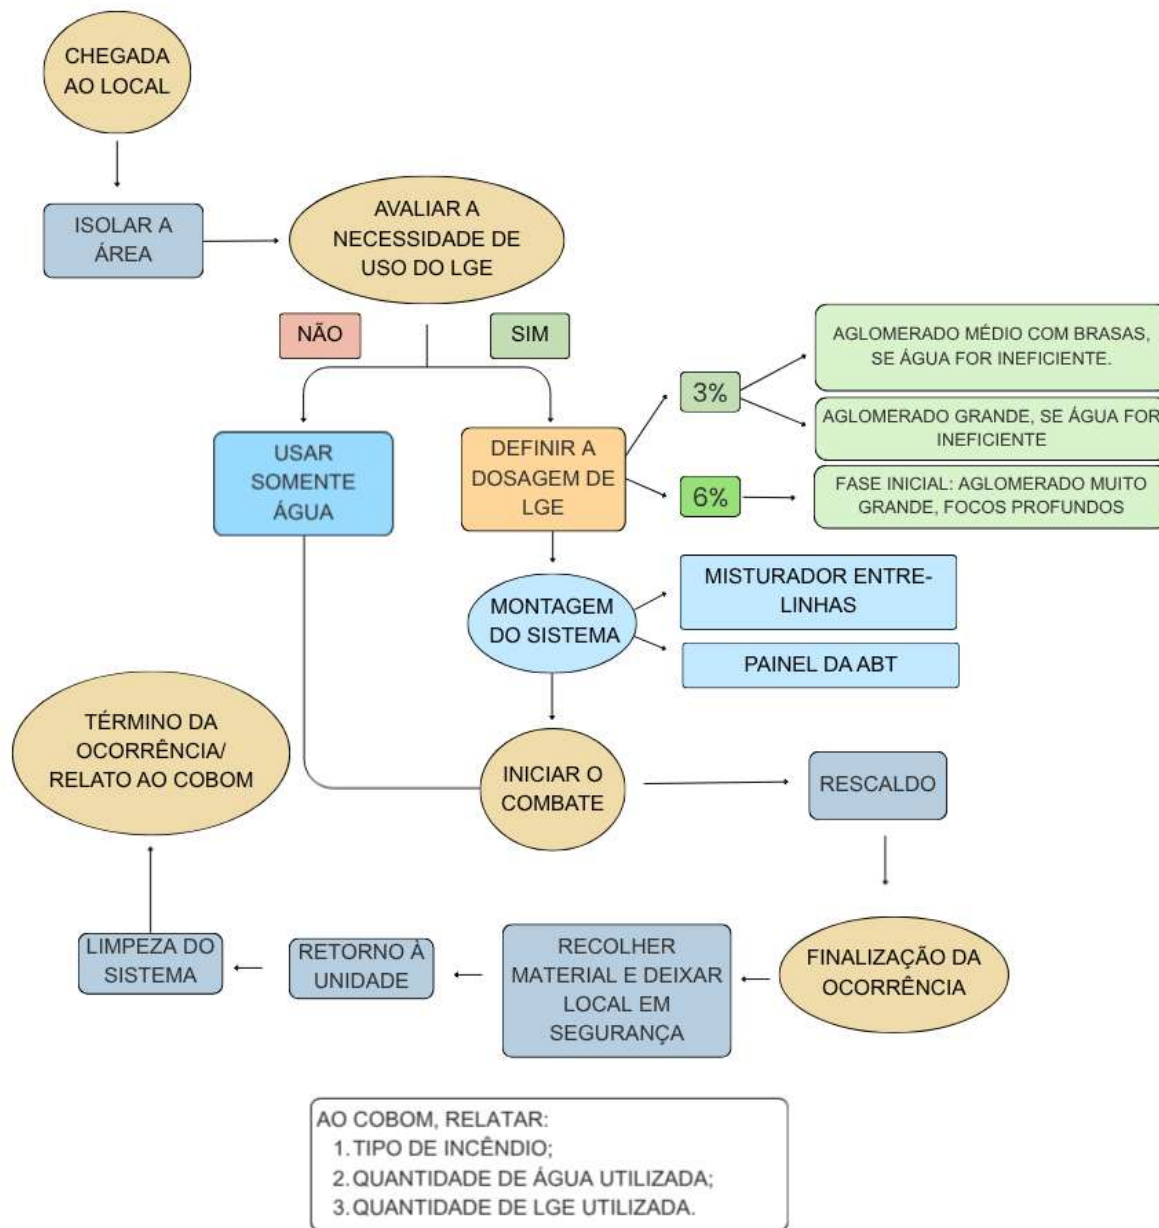 CHEGADA
AO LOCAL
ISOLAR A
ÁREA
AVALIAR A
NECESSIDADE DE
USO DO LGE
NÃO
SIM
USAR
SOMENTE
ÁGUA
DEFINIR A
DOSAGEM DE
LGE
3%
AGLOMERADO MÉDIO COM BRASAS,
SE ÁGUA FOR INEFICIENTE.
AGLOMERADO GRANDE, SE ÁGUA FOR
INEFICIENTE
6%
FASE INICIAL: AGLOMERADO MUITO
GRANDE, FOCOS PROFUNDOS
MONTAGEM
DO SISTEMA
MISTURADOR ENTRE-
LINHAS
PAINEL DA ABT
INICIAR O
COMBATE
RESCALDO
FINALIZAÇÃO DA
OCORRÊNCIA
RECOLHER
MATERIAL E DEIXAR
LOCAL EM
SEGURANÇA
RETORNO À
UNIDADE
LIMPEZA DO
SISTEMA
TÉRMINO DA
OCORRÊNCIA/
RELATO AO COBOM
AO COBOM, RELATAR:
1. TIPO DE INCÊNDIO;
2. QUANTIDADE DE ÁGUA UTILIZADA;
3. QUANTIDADE DE LGE UTILIZADA.